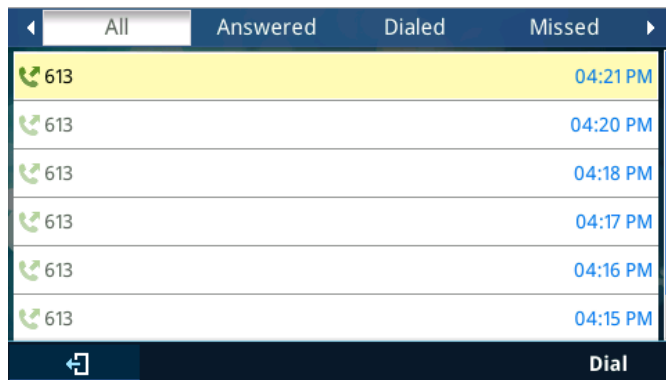 All Answered Dialed Missed
613 04:21 PM
613 04:20 PM
613 04:18 PM
613 04:17 PM
613 04:16 PM
613 04:15 PM
Dial